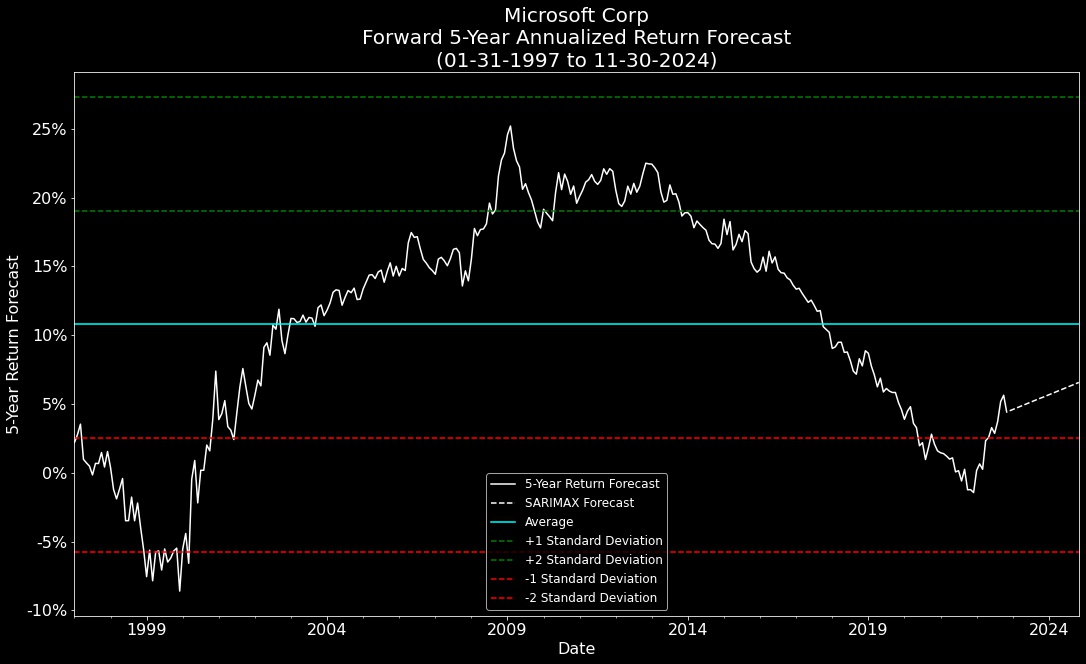 Microsoft Corp
Forward 5-Year Annualized Return Forecast
(01-31-1997 to 11-30-2024)
5-Year Return Forecast
25%
20%
15%
10%
5%
0%
-5%
-10%
5-Year Return Forecast
SARIMAX Forecast
Average
+1 Standard Deviation
+2 Standard Deviation
-1 Standard Deviation
-2 Standard Deviation
1999 2004 2009 2014 2019 2024
Date